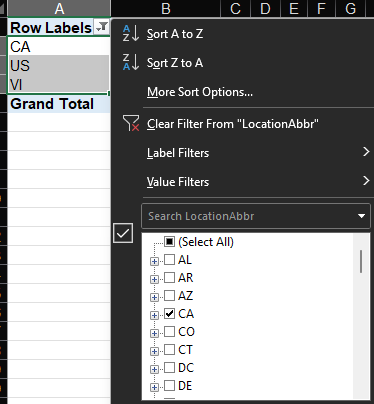 A B C D E F G
Row Labels
CA
US
VI
Grand Total
Sort A to Z
Sort Z to A
More Sort Options...
Clear Filter From "LocationAbbr"
Label Filters
Value Filters
Search LocationAbbr
(Select All)
AL
AR
AZ
CA
CO
CT
DC
DE